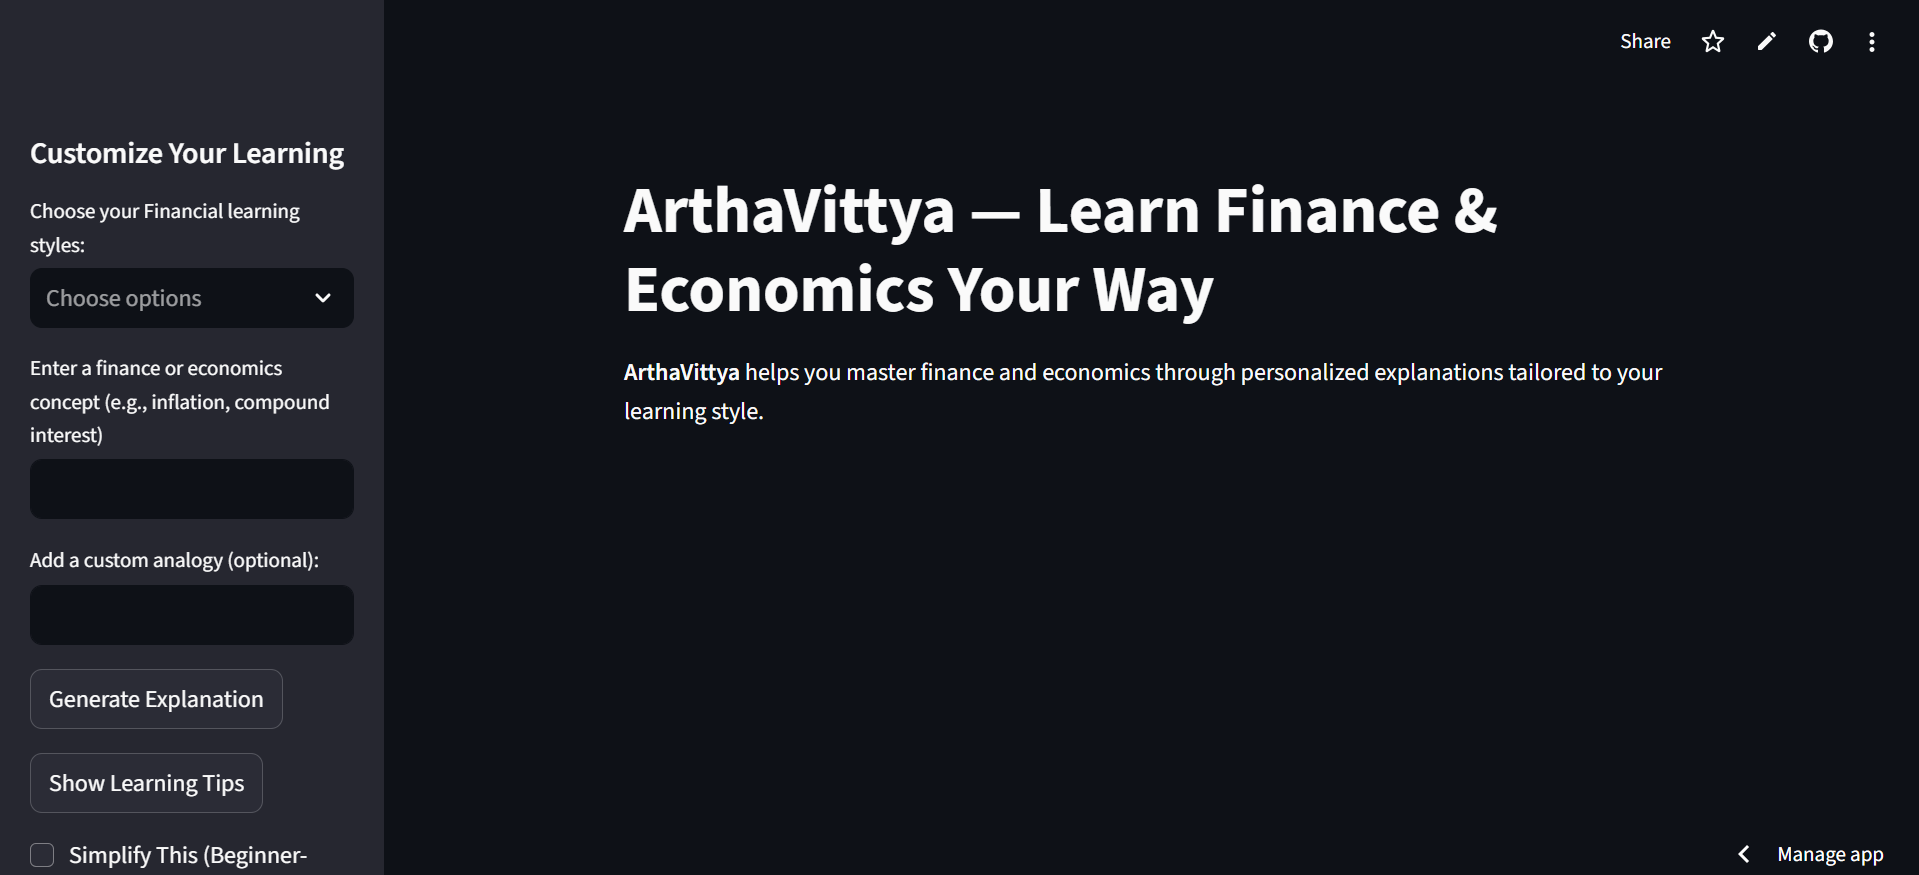 Share
Customize Your Learning
Choose your Financial learning
styles:
Choose options
Enter a finance or economics
concept (e.g., inflation, compound
interest)
Add a custom analogy (optional):
Generate Explanation
Show Learning Tips
Simplify This (Beginner-
ArthaVittya — Learn Finance &
Economics Your Way
ArthaVittya helps you master finance and economics through personalized explanations tailored to your
learning style.
Manage app